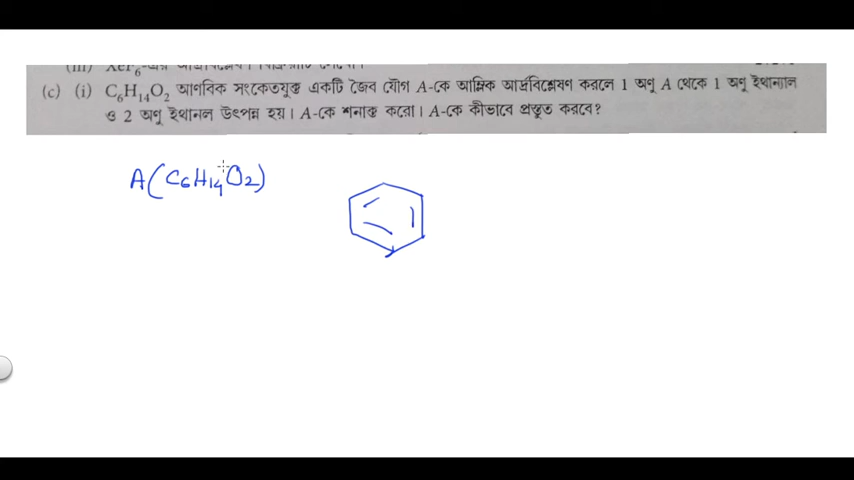 (c) (i) C₆H₁₄O₂ আণবিক সংকেতযুক্ত একটি জৈব যৌগ A-কে আম্লিক আর্দ্রবিশ্লেষণ করলে 1 অণু A থেকে 1 অণু ইথান্যাল
ও 2 অণু ইথানল উৎপন্ন হয়। A-কে শনাক্ত করো। A-কে কীভাবে প্রস্তুত করবে?
A(C₆H₁₄O₂)